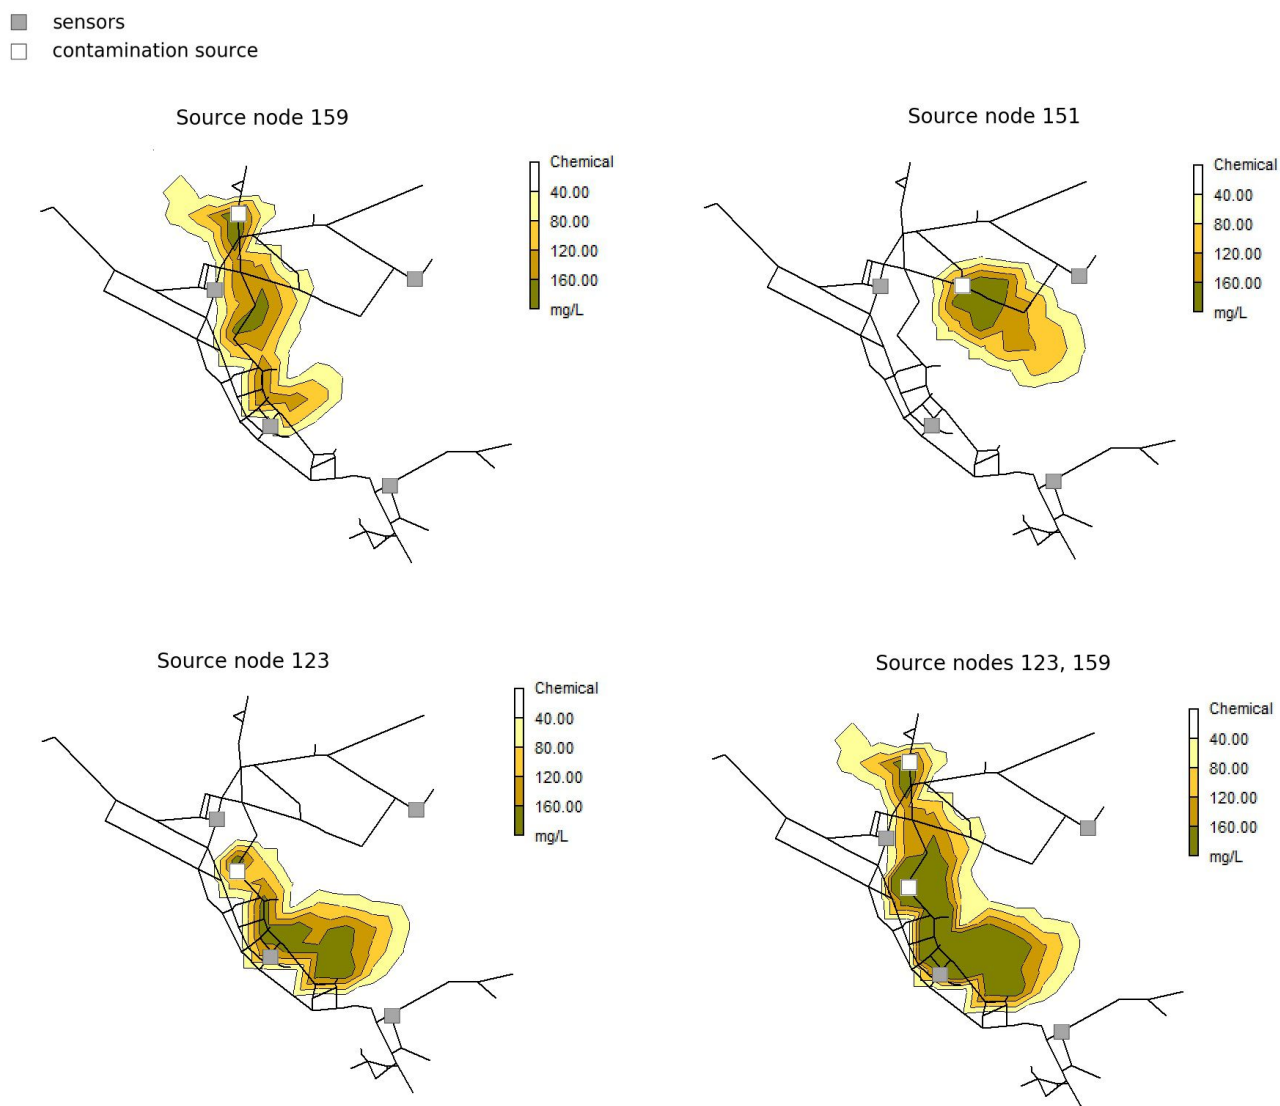 sensors
contamination source
Source node 159
Chemical
40.00
80.00
120.00
160.00
mg/L
Source node 151
Chemical
40.00
80.00
120.00
160.00
mg/L
Source node 123
Chemical
40.00
80.00
120.00
160.00
mg/L
Source nodes 123, 159
Chemical
40.00
80.00
120.00
160.00
mg/L